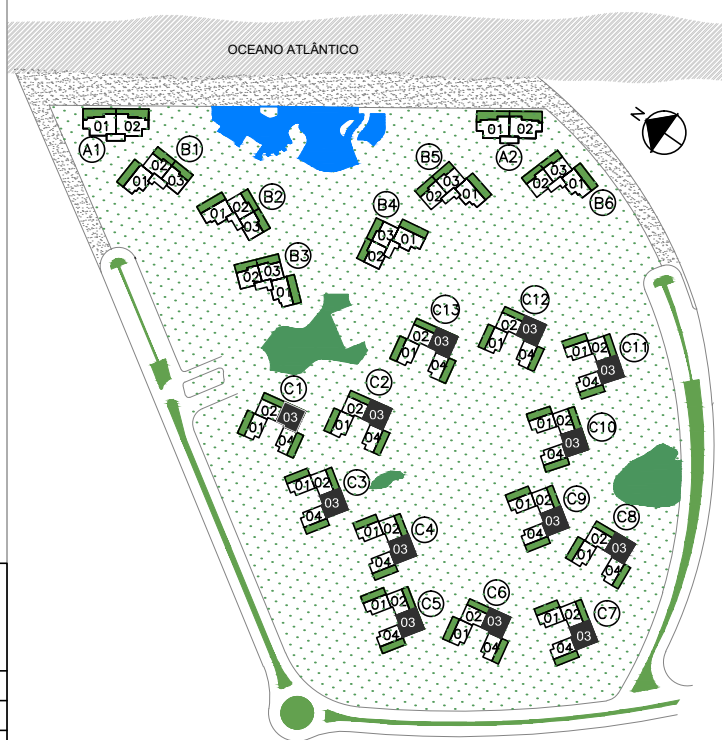 OCEANO ATLÂNTICO
N
A1 01 02
B1 01 02 03
B2 01 02 03
B3 02 03 01
B4 03 01 02
B5 02 03 01
A2 01 02
B6 02 03 01
C13 01 02 03 04
C12 01 02 03 04
C11 01 02 03 04
C1 01 02 03 04
C2 01 02 03 04
C10 01 02 03 04
C3 01 02 03 04
C4 01 02 03 04
C9 01 02 03 04
C8 01 02 03 04
C5 01 02 03 04
C6 01 02 03 04
C7 01 02 03 04